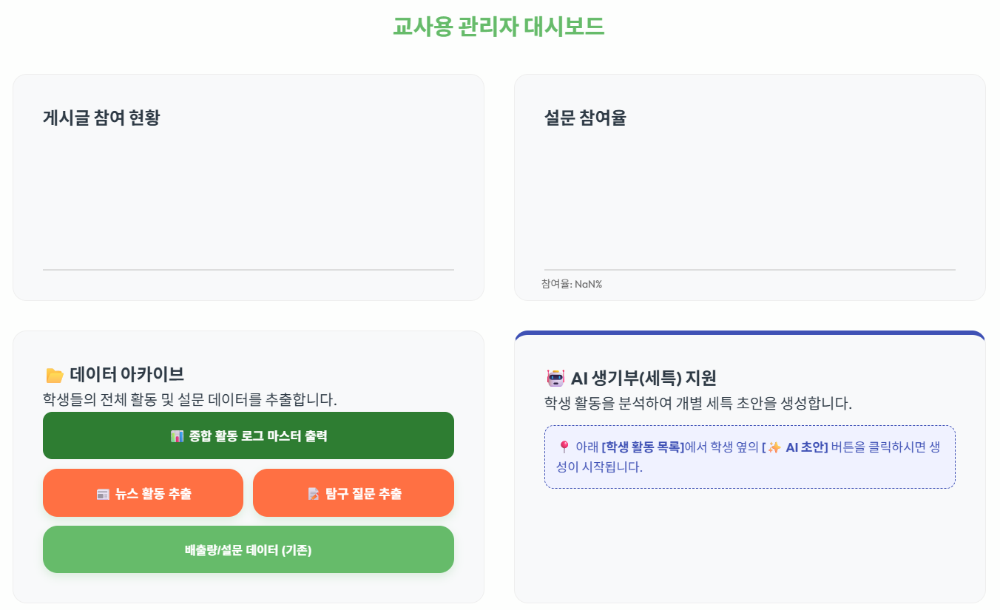 교사용 관리자 대시보드
게시글 참여 현황
설문 참여율
참여율: NaN%
📂 데이터 아카이브
학생들의 전체 활동 및 설문 데이터를 추출합니다.
📊 종합 활동 로그 마스터 출력
📰 뉴스 활동 추출
📝 탐구 질문 추출
배출량/설문 데이터 (기존)
🤖 AI 생기부(세특) 지원
학생 활동을 분석하여 개별 세특 초안을 생성합니다.
📍 아래 [학생 활동 목록]에서 학생 옆의 [✨ AI 초안] 버튼을 클릭하시면 생
성이 시작됩니다.